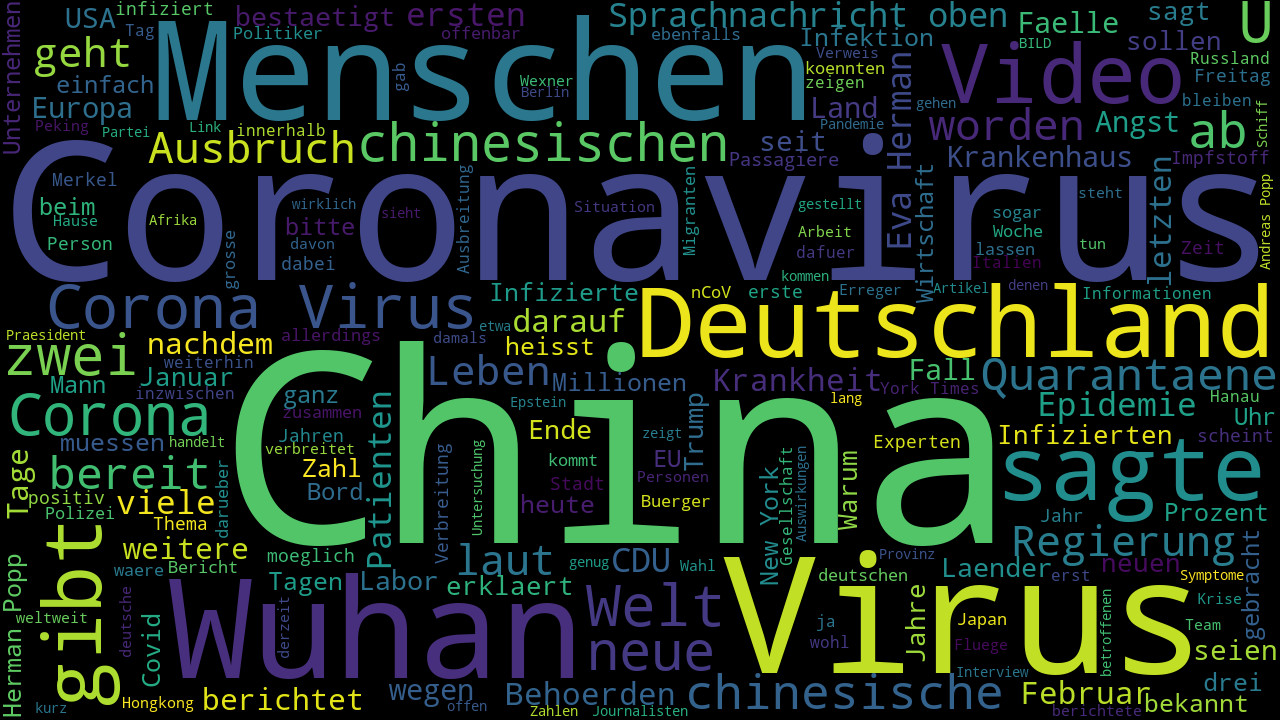 Unternehmen
USA
infiziert
Tag
bestaetigt
Politiker
ersten
offenbar
Sprachnachricht oben
ebenfalls
Infektion
Faelle
BILD
sagt
sollen
U
geht
einfach
Europa
Menschen
gab
Wexner
Berlin
Verweis
koennten
zeigen
Land
Video
Russland
Freitag
bleiben
gehen
Peking
Partei
Link
innerhalb
Ausbruch
chinesischen
seit
Passagiere
Pandemie
Eva Herman
worden
Angst
ab
Schiff
Krankenhaus
Impfstoff
Merkel
beim
Hause
Person
Afrika
Coronavirus
wirklich
bitte
davon
dabei
grosse
sieht
Ausbreitung
Situation
Migranten
gestellt
Arbeit
dafuer
kommen
Wirtschaft
sogar
Woche
lassen
Italien
steht
tun
letzten
Zeit
Andreas Popp
Corona Virus
Infizierte
nCoV
erste
Erreger
Artikel
denen
Informationen
Praesident
zwei
nachdem
weiterhin
allerdings
damals
etwa
darauf
heisst
Deutschland
Mann
Januar
inzwischen
ganz
zusammen
Leben
Millionen
Krankheit
York Times
Fall
Quarantaene
lang
Hanau
Corona
muessen
handelt
Jahren
verbreitet
Patienten
China
Epstein
Ende
zeigt
Trump
Experten
Epidemie
Infizierten
Uhr
scheint
Tage
bereit
positiv
Polizei
viele
Thema
darueber
Zahl
Bord
Verbreitung
Untersuchung
kommt
Stadt
heute
EU
Personen
Buerger
New York
Gesellschaft
Auswirkungen
Warum
sagte
Jahr
Prozent
gibt
weitere
waere
Bericht
moeglich
Tagen
Labor
laut
erklaert
genug
CDU
Wahl
Provinz
deutschen
Laender
Regierung
erst
neuen
Symptome
gebracht
Herman Popp
weltweit
deutsche
Covid
Wuhan
derzeit
Welt
neue
Virus
ja
wohl
Jahre
Japan
Fluege
Interview
betroffenen
Krise
Team
seien
kurz
Hongkong
berichtet
wegen
offen
Behoerden
Zahlen
Journalisten
chinesische
Februar
berichtete
drei
bekannt